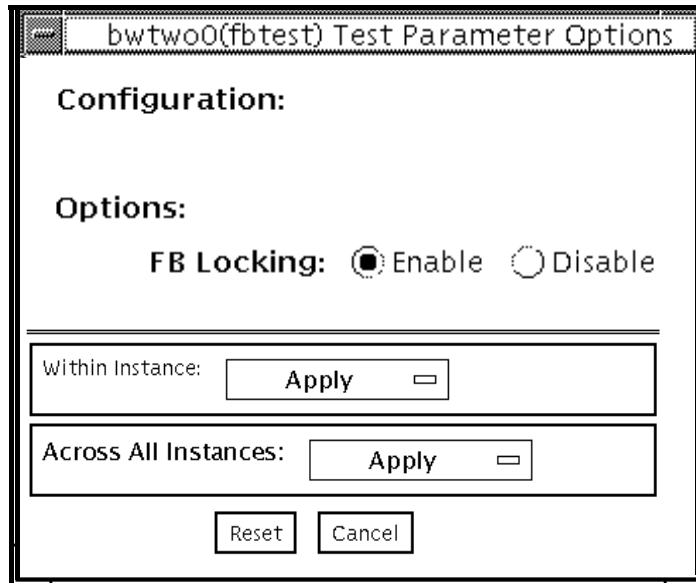 bwtwo0(fbtest) Test Parameter Options
Configuration:
Options:
FB Locking: Enable Disable
Within Instance: Apply
Across All Instances: Apply
Reset Cancel